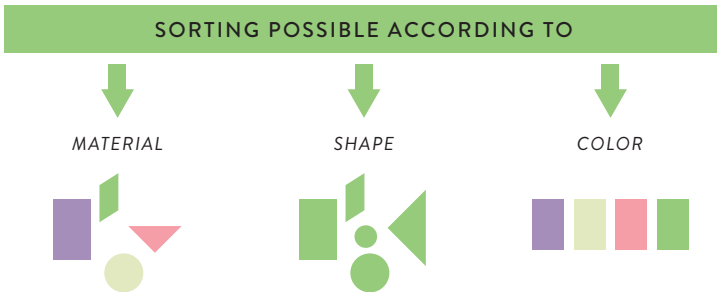 SORTING POSSIBLE ACCORDING TO
MATERIAL
SHAPE
COLOR